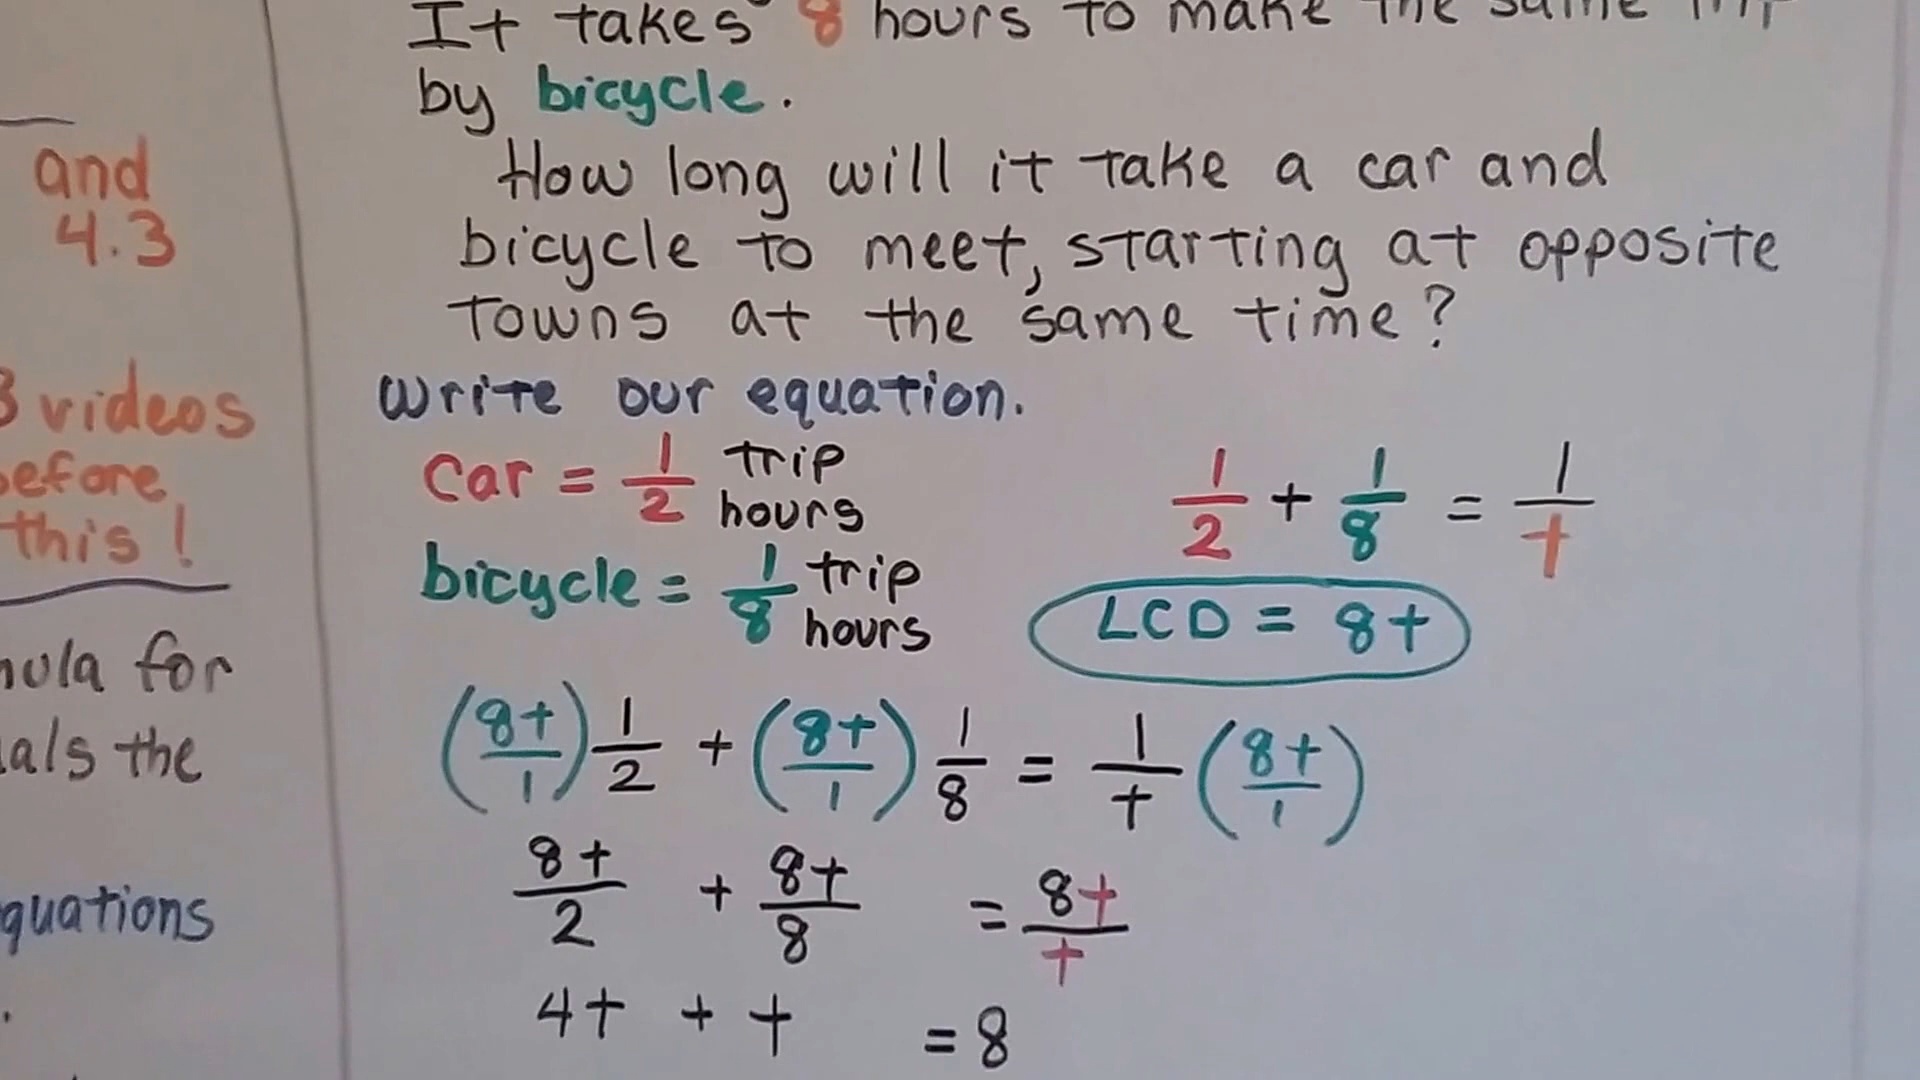 and
4.3
3 videos
before
this!
mula for
als the
quations
It takes 8 hours to make the same trip
by bicycle.
How long will it take a car and
bicycle to meet, starting at opposite
towns at the same time?
Write our equation.
car = 1/2 trip hours
bicycle = 1/8 trip hours
1/2 + 1/8 = 1/t
LCD = 8t
(8t/1) 1/2 + (8t/1) 1/8 = 1/t (8t/1)
8t/2 + 8t/8 = 8t/t
4t + t = 8